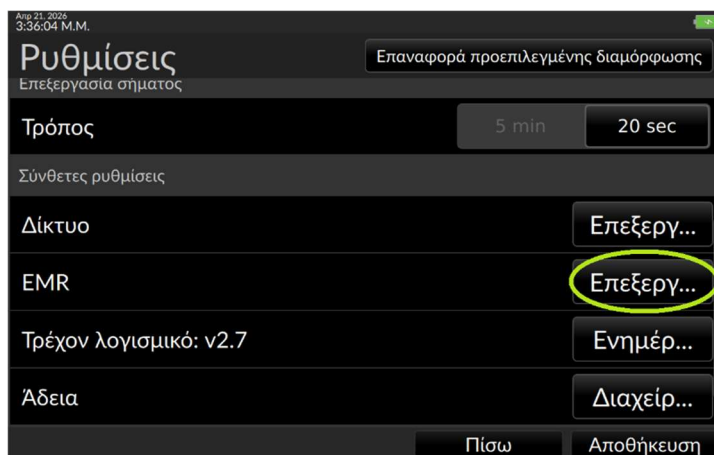 Απρ 21, 2026
3:36:04 Μ.Μ.
Ρυθμίσεις
Επαναφορά προεπιλεγμένης διαμόρφωσης
Επεξεργασία σήματος
Τρόπος
5 min
20 sec
Σύνθετες ρυθμίσεις
Δίκτυο
Επεξεργ...
EMR
Επεξεργ...
Τρέχον λογισμικό: v2.7
Ενημέρ...
Άδεια
Διαχείρ...
Πίσω
Αποθήκευση